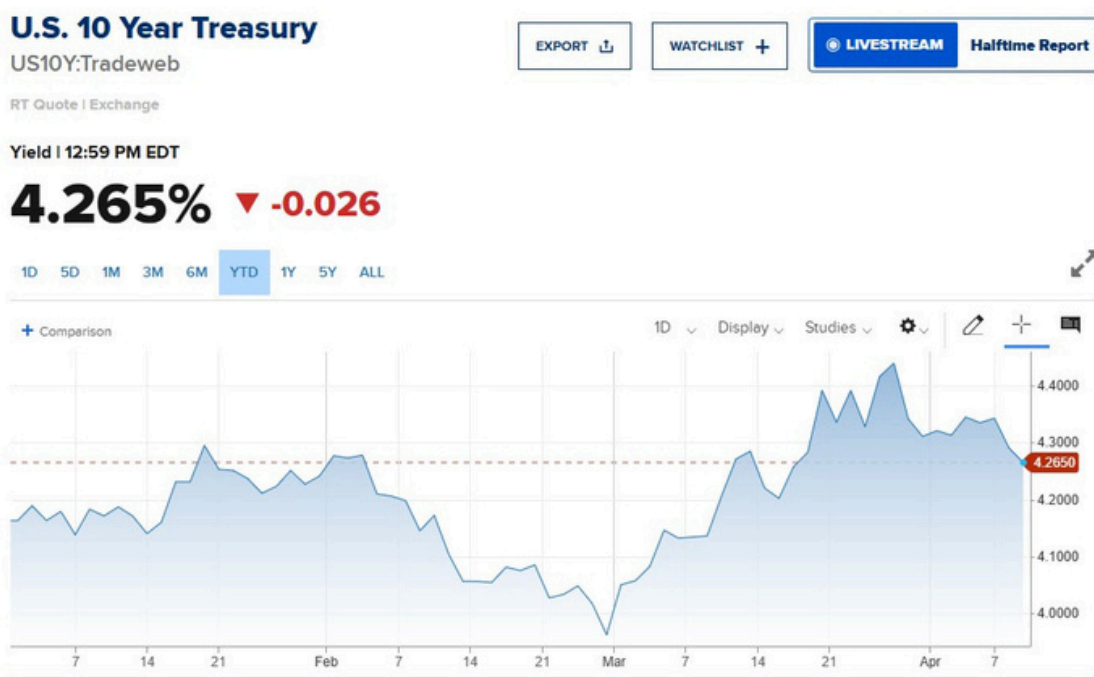 U.S. 10 Year Treasury
US10Y:Tradeweb
EXPORT
WATCHLIST +
LIVESTREAM Halftime Report
RT Quote | Exchange
Yield | 12:59 PM EDT
4.265% ▼ -0.026
1D 5D 1M 3M 6M YTD 1Y 5Y ALL
+ Comparison
1D Display Studies
4.4000
4.3000
4.2650
4.2000
4.1000
4.0000
7 14 21 Feb 7 14 21 Mar 7 14 21 Apr 7